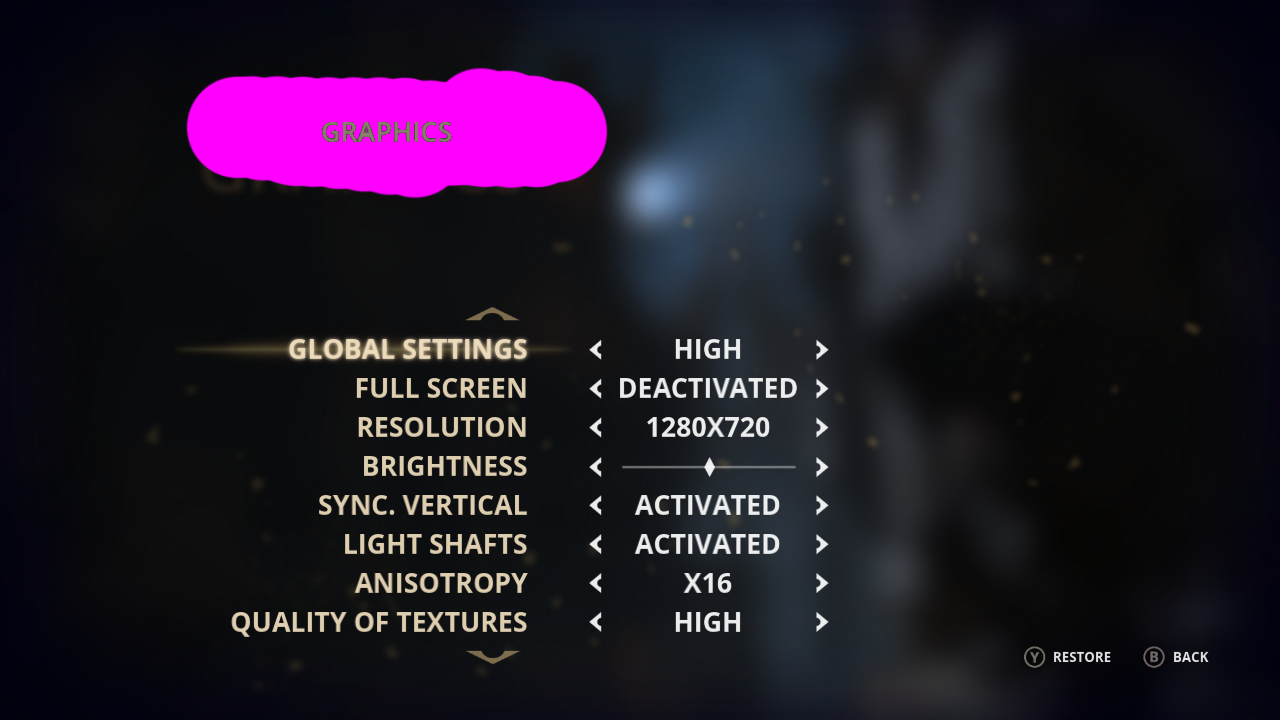 GRAPHICS
GLOBAL SETTINGS HIGH
FULL SCREEN DEACTIVATED
RESOLUTION 1280X720
BRIGHTNESS
SYNC. VERTICAL ACTIVATED
LIGHT SHAFTS ACTIVATED
ANISOTROPY X16
QUALITY OF TEXTURES HIGH
Y RESTORE B BACK